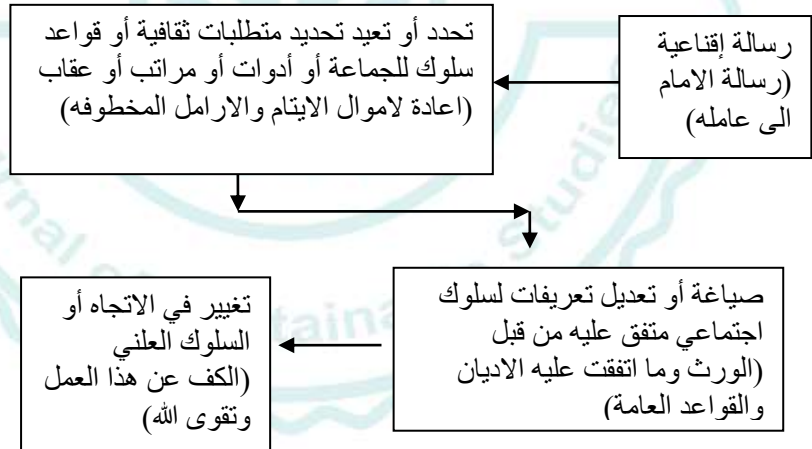 رسالة إقناعية
(رسالة الامام
الى عامله)
تحدد أو تعيد تحديد متطلبات ثقافية أو قواعد
سلوك للجماعة أو أدوات أو مراتب أو عقاب
(اعادة لاموال الايتام والارامل المخطوفه)
صياغة أو تعديل تعريفات لسلوك
اجتماعي متفق عليه من قبل
(الورث وما اتفقت عليه الاديان
والقواعد العامة)
تغيير في الاتجاه أو
السلوك العلني
(الكف عن هذا العمل
وتقوى الله)